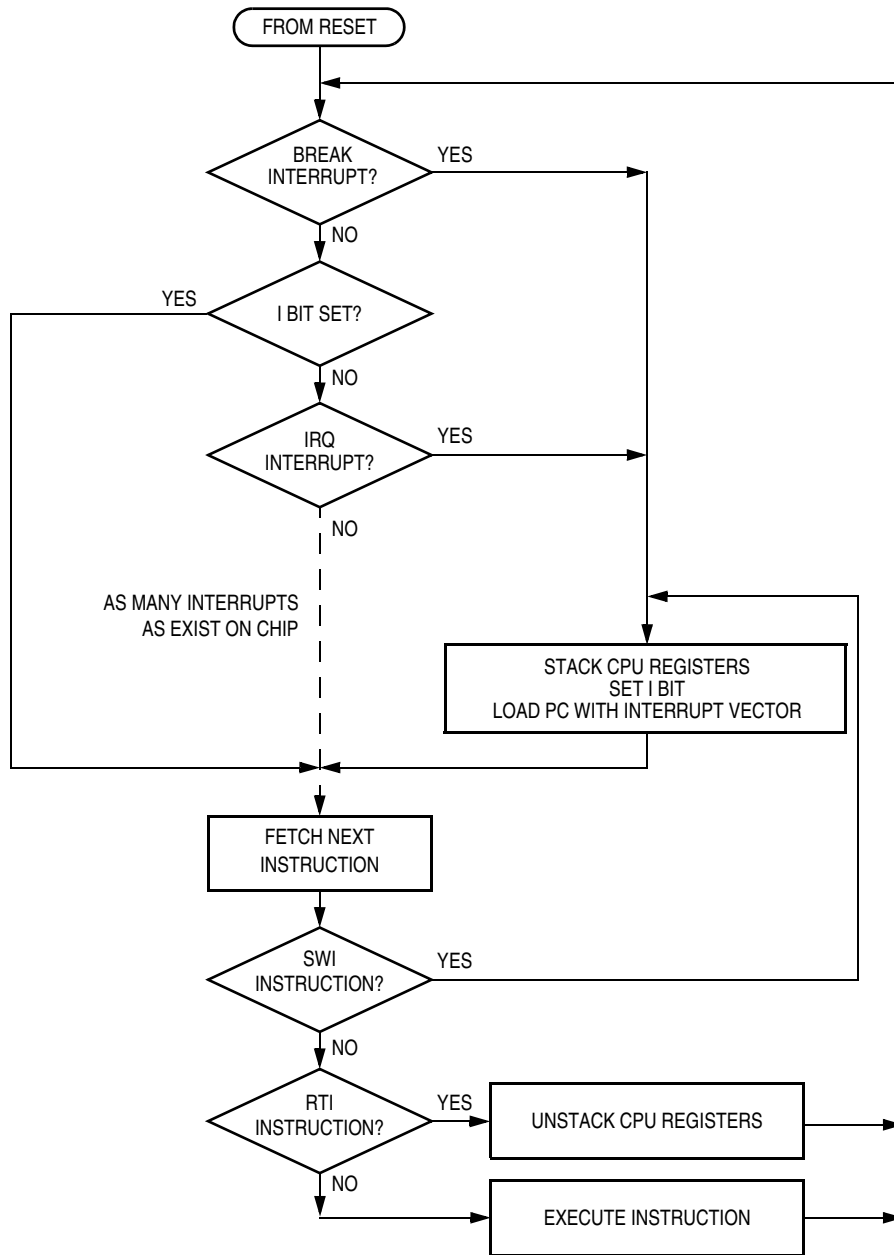 FROM RESET
BREAK
INTERRUPT?
YES
NO
YES
I BIT SET?
NO
IRQ
INTERRUPT?
YES
NO
AS MANY INTERRUPTS
AS EXIST ON CHIP
STACK CPU REGISTERS
SET I BIT
LOAD PC WITH INTERRUPT VECTOR
FETCH NEXT
INSTRUCTION
SWI
INSTRUCTION?
YES
NO
RTI
INSTRUCTION?
YES
UNSTACK CPU REGISTERS
NO
EXECUTE INSTRUCTION